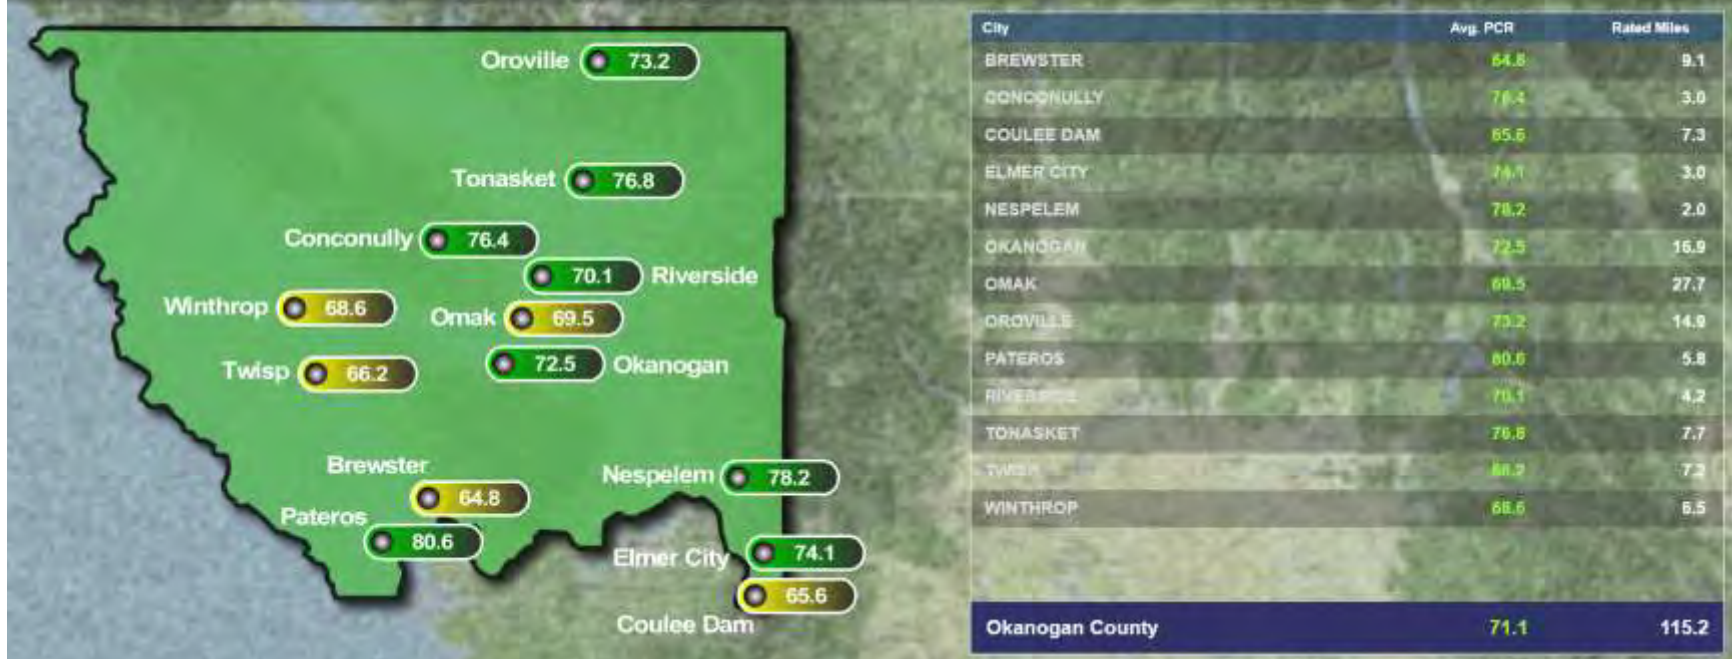 Oroville 73.2
Tonasket 76.8
Conconully 76.4
70.1 Riverside
Winthrop 68.6
Omak 69.5
72.5 Okanogan
Twisp 66.2
Brewster
64.8
Nespelem 78.2
Pateros
80.6
Elmer City 74.1
65.6
Coulee Dam
City Avg. PCR Rated Miles
BREWSTER 64.8 9.1
CONCONULLY 76.4 3.0
COULEE DAM 65.6 7.3
ELMER CITY 74.1 3.0
NESPELEM 78.2 2.0
OKANOGAN 72.5 16.9
OMAK 69.5 27.7
OROVILLE 73.2 14.9
PATEROS 80.6 5.8
RIVERSIDE 70.1 4.2
TONASKET 76.8 7.7
TWISP 66.2 7.2
WINTHROP 68.6 6.5
Okanogan County 71.1 115.2